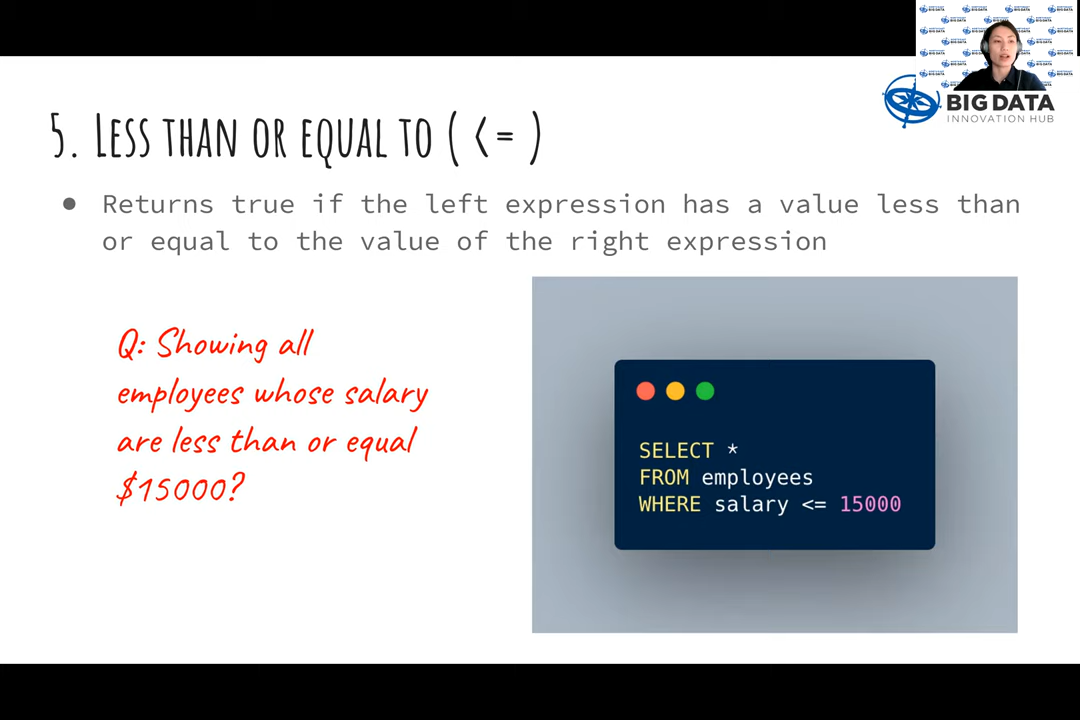 5. Less than or equal to ( <= )
BIG DATA
INNOVATION HUB
● Returns true if the left expression has a value less than
or equal to the value of the right expression
Q: Showing all
employees whose salary
are less than or equal
$15000?
SELECT *
FROM employees
WHERE salary <= 15000